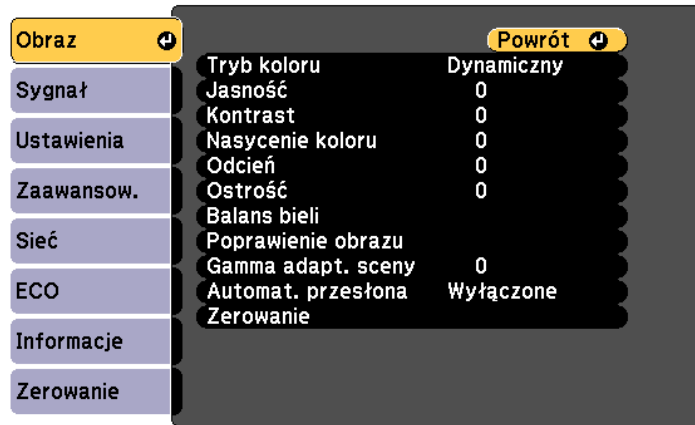 Obraz
Sygnał
Ustawienia
Zaawansow.
Sieć
ECO
Informacje
Zerowanie
Powrót
Tryb koloru Dynamiczny
Jasność 0
Kontrast 0
Nasycenie koloru 0
Odcień 0
Ostrość 0
Balans bieli
Poprawienie obrazu
Gamma adapt. sceny 0
Automat. przesłona Wyłączone
Zerowanie